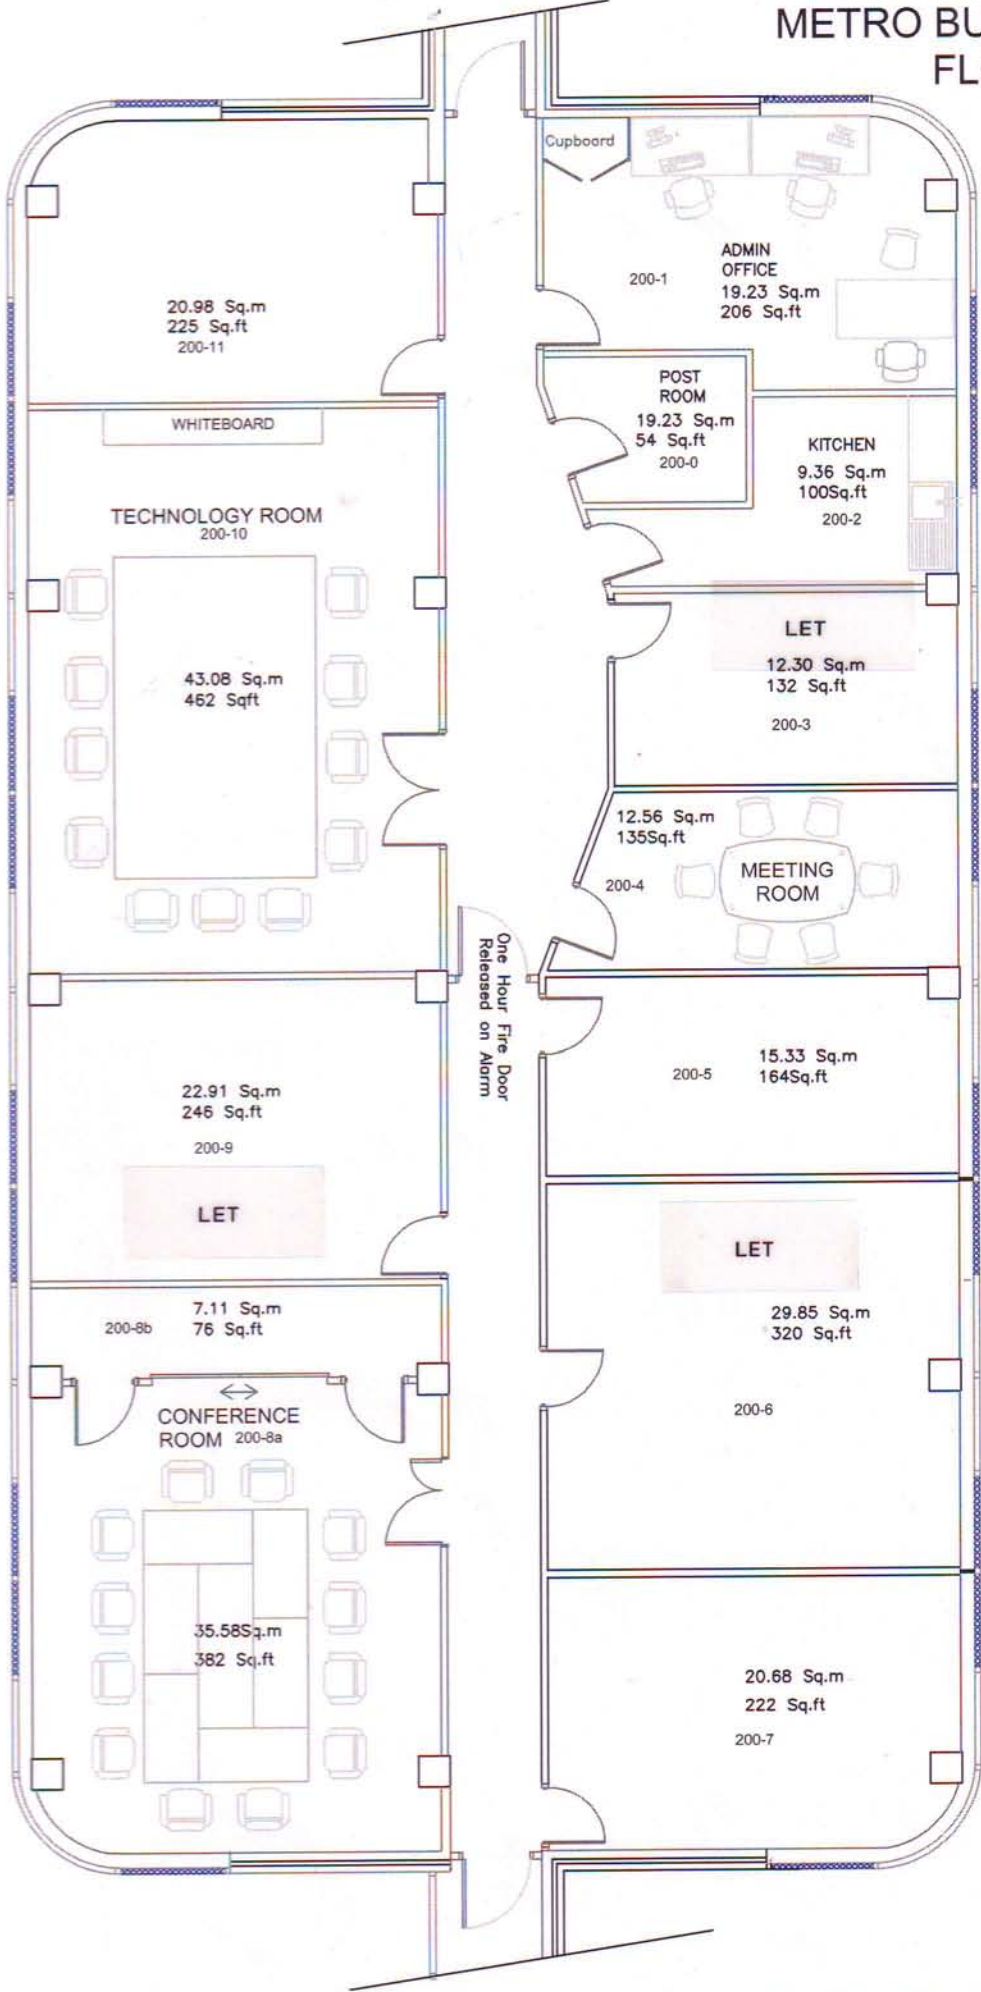 METRO BU
FL
Cupboard
ADMIN
OFFICE
19.23 Sq.m
206 Sq.ft
200-1
20.98 Sq.m
225 Sq.ft
200-11
POST
ROOM
19.23 Sq.m
54 Sq.ft
200-0
WHITEBOARD
KITCHEN
9.36 Sq.m
100Sq.ft
200-2
TECHNOLOGY ROOM
200-10
43.08 Sq.m
462 Sqft
LET
12.30 Sq.m
132 Sq.ft
200-3
12.56 Sq.m
135Sq.ft
200-4
MEETING
ROOM
One Hour Fire Door
Released on Alarm
22.91 Sq.m
246 Sq.ft
200-9
LET
15.33 Sq.m
164Sq.ft
200-5
LET
29.85 Sq.m
320 Sq.ft
200-6
7.11 Sq.m
76 Sq.ft
200-8b
CONFERENCE
ROOM 200-8a
35.58Sq.m
382 Sq.ft
20.68 Sq.m
222 Sq.ft
200-7